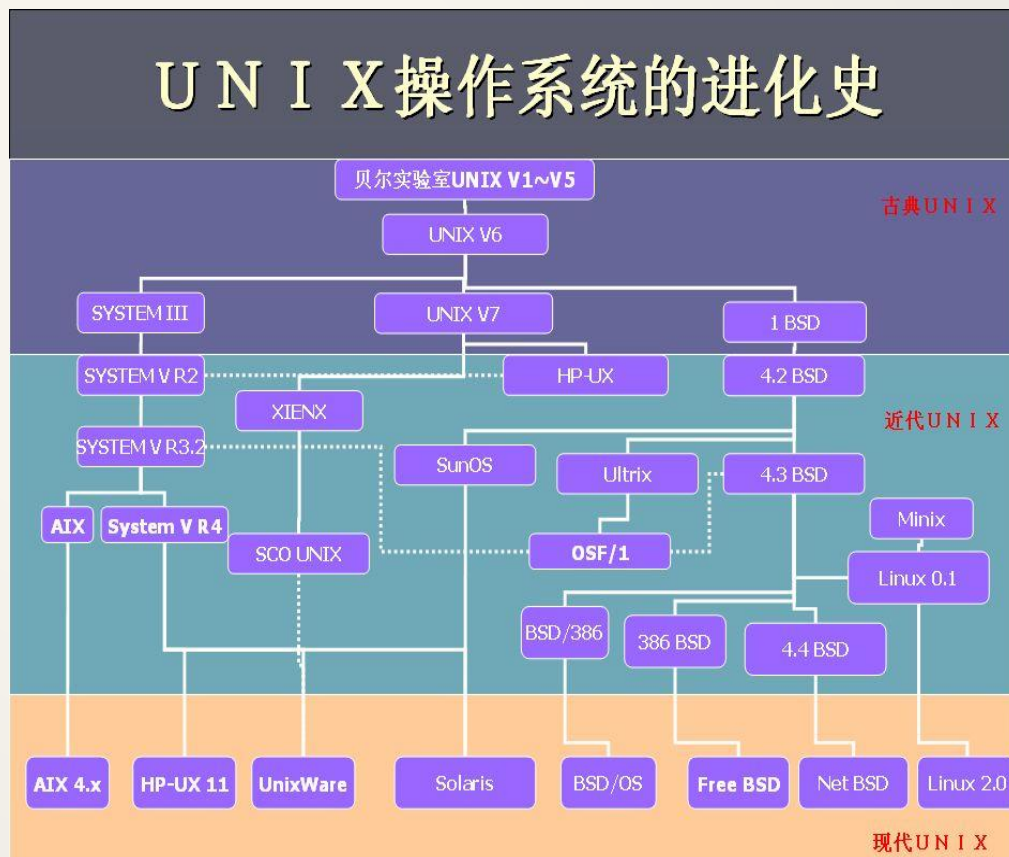 ＵＮＩＸ操作系统的进化史
贝尔实验室UNIX V1~V5
古典ＵＮＩＸ
UNIX V6
SYSTEM III
UNIX V7
1 BSD
SYSTEM V R2
HP-UX
4.2 BSD
XIENX
近代ＵＮＩＸ
SYSTEM V R3.2
SunOS
Ultrix
4.3 BSD
AIX
System V R4
Minix
SCO UNIX
OSF/1
Linux 0.1
BSD/386
386 BSD
4.4 BSD
AIX 4.x
HP-UX 11
UnixWare
Solaris
BSD/OS
Free BSD
Net BSD
Linux 2.0
现代ＵＮＩＸ